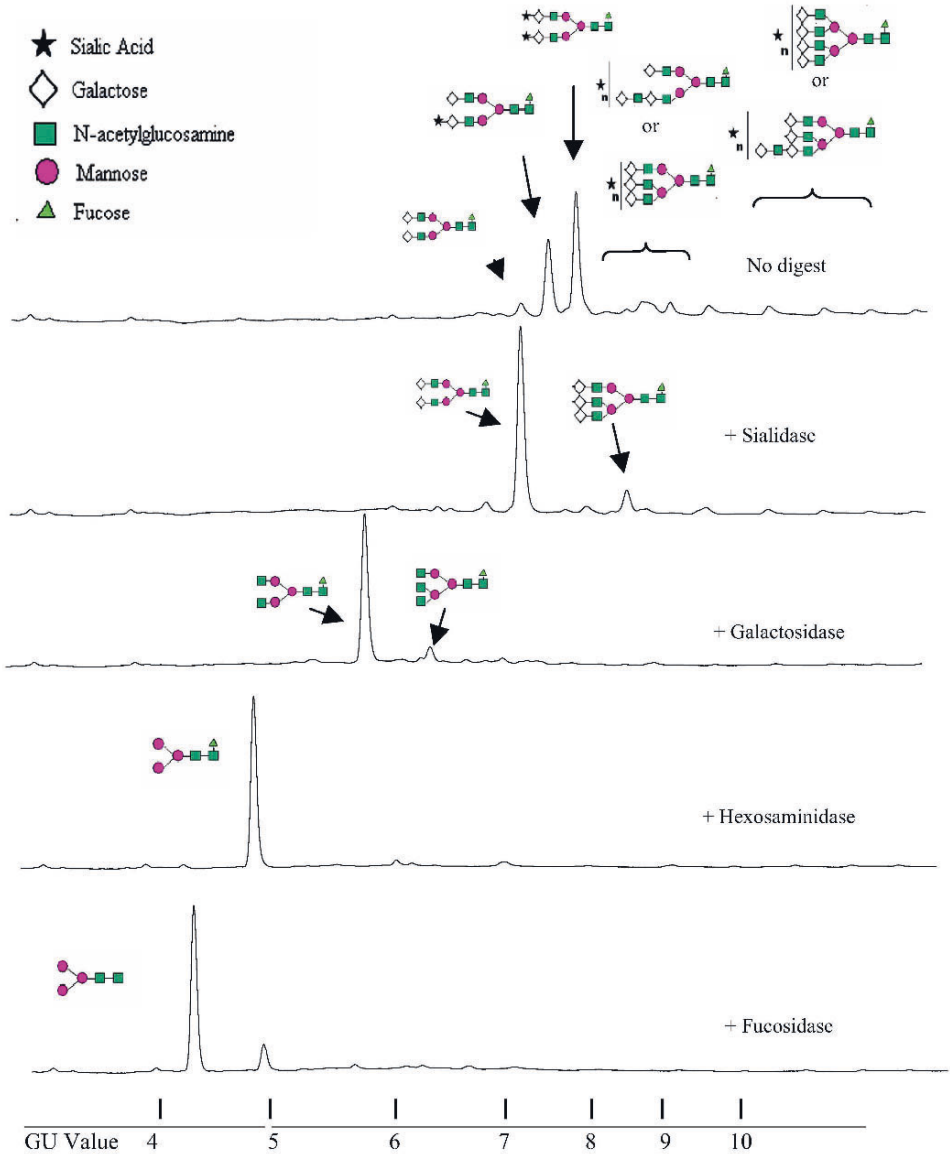 Sialic Acid
Galactose
N-acetylglucosamine
Mannose
Fucose
n
n
or
n
n
or
n
No digest
+ Sialidase
+ Galactosidase
+ Hexosaminidase
+ Fucosidase
GU Value 4 5 6 7 8 9 10